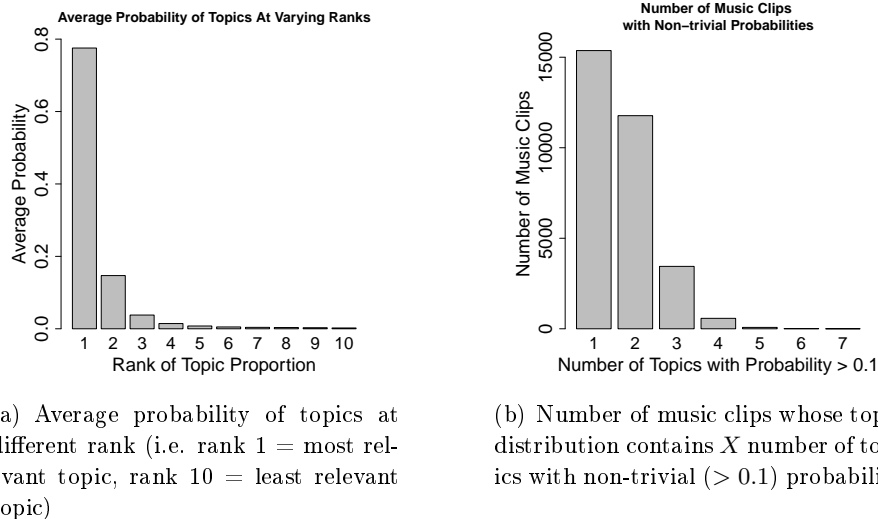 Average Probability of Topics At Varying Ranks
Average Probability
0.8
0.6
0.4
0.2
0.0
1 2 3 4 5 6 7 8 9 10
Rank of Topic Proportion
a) Average probability of topics at
ifferent rank (i.e. rank 1 = most rel-
vant topic, rank 10 = least relevant
opic)
Number of Music Clips
with Non−trivial Probabilities
Number of Music Clips
15000
10000
5000
0
1 2 3 4 5 6 7
Number of Topics with Probability > 0.1
(b) Number of music clips whose top
distribution contains X number of to
ics with non-trivial (> 0.1) probabili